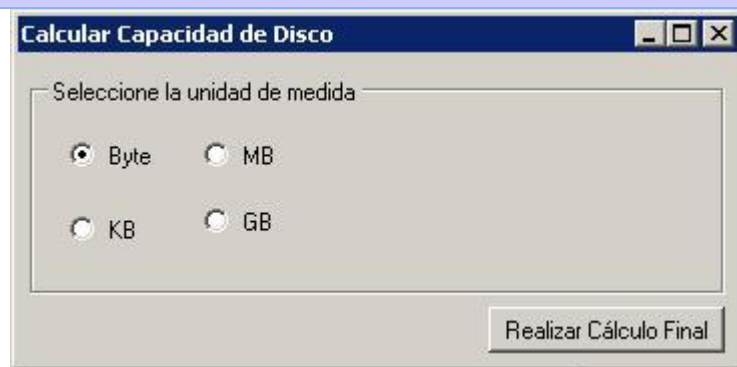 Calcular Capacidad de Disco
Seleccione la unidad de medida
Byte MB
KB GB
Realizar Cálculo Final